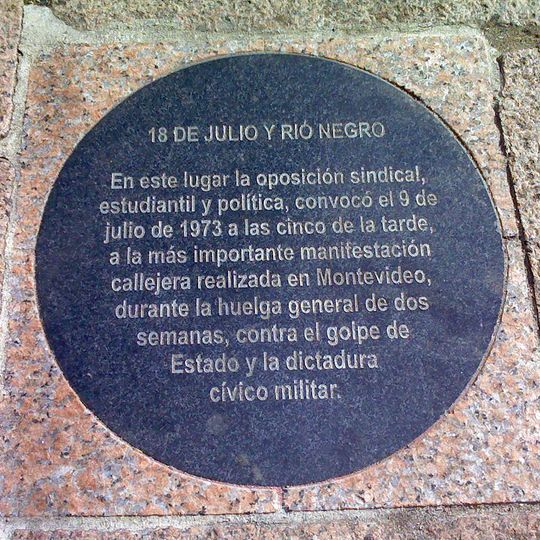 18 DE JULIO Y RIÓ NEGRO
En este lugar la oposición sindical,
estudiantil y política, convocó el 9 de
julio de 1973 a las cinco de la tarde,
a la más importante manifestación
callejera realizada en Montevideo,
durante la huelga general de dos
semanas, contra el golpe de
Estado y la dictadura
cívico militar.